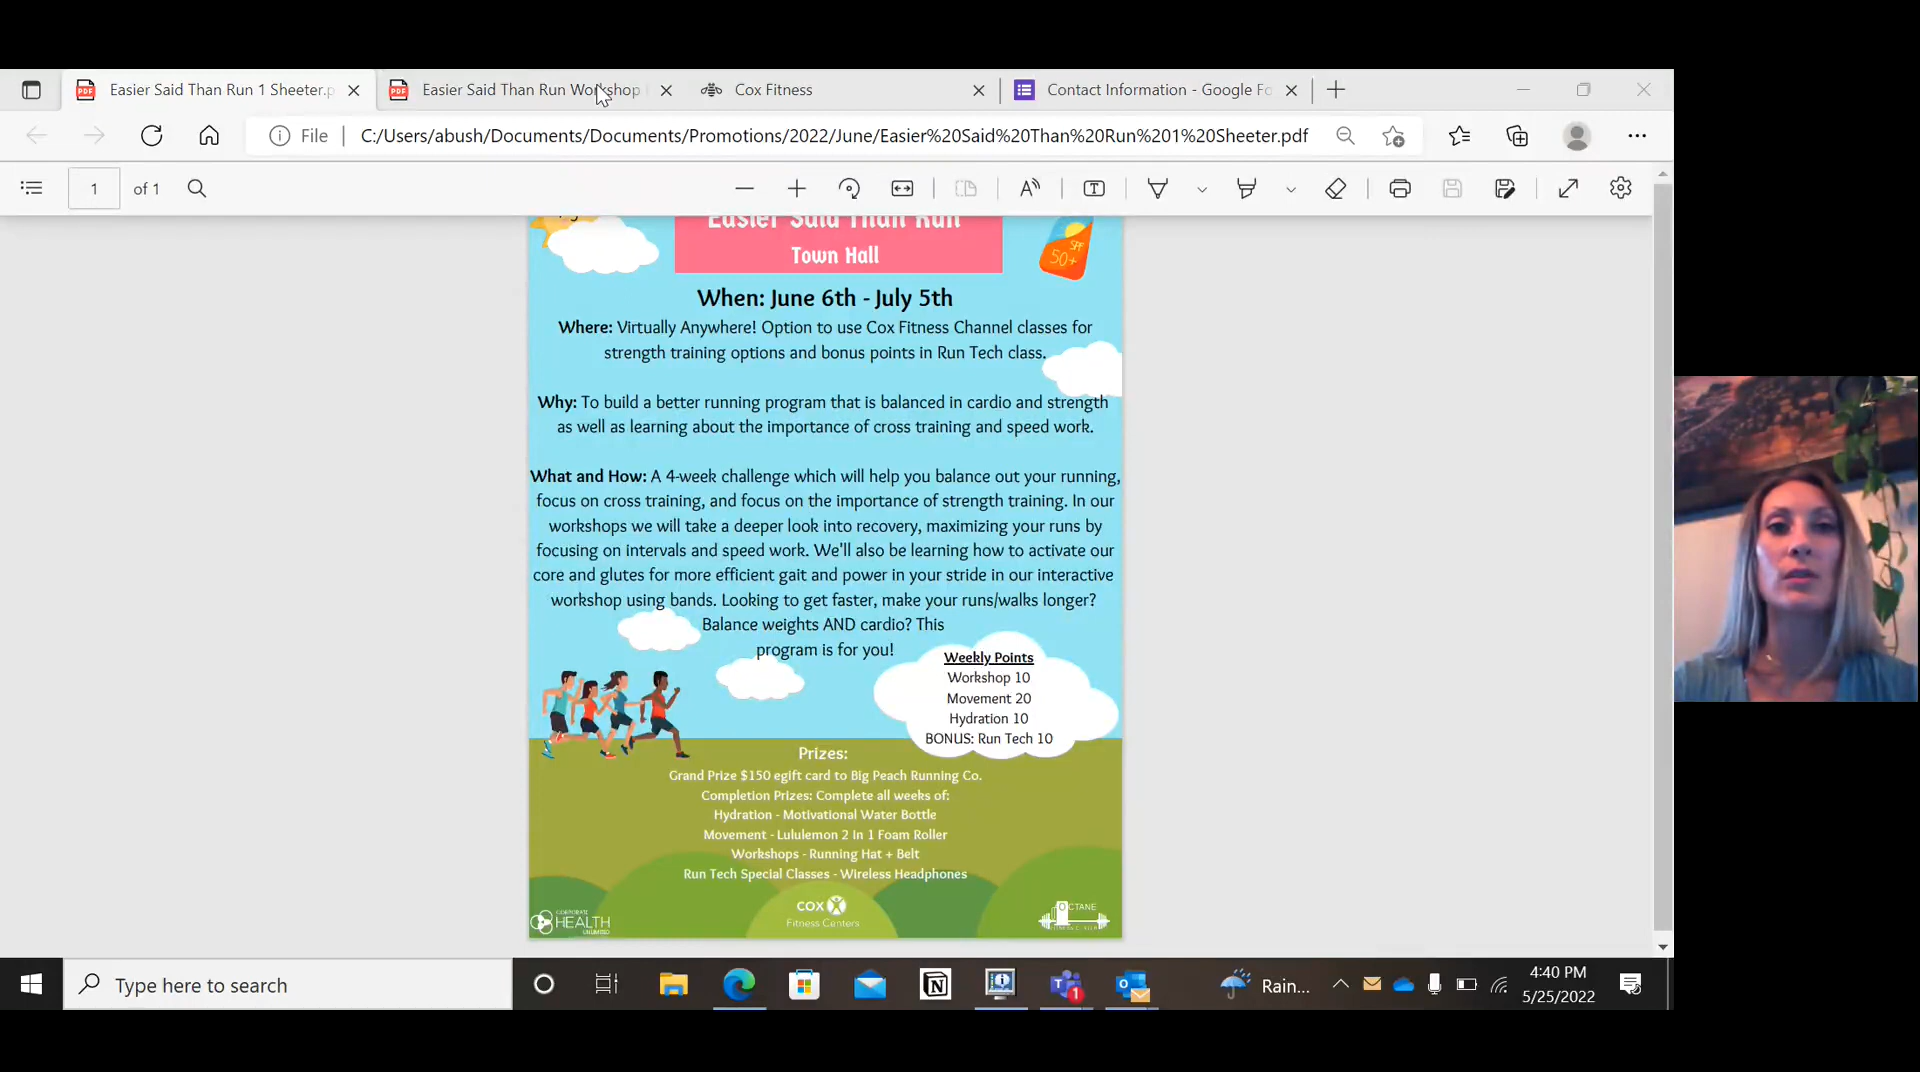 Easier Said Than Run 1 Sheeter.p
Easier Said Than Run Workshop
Cox Fitness
Contact Information - Google Fo
File
C:/Users/abush/Documents/Documents/Promotions/2022/June/Easier%20Said%20Than%20Run%201%20Sheeter.pdf
1
of 1
Easier Said Than Run
Town Hall
SPF
50+
When: June 6th - July 5th
Where: Virtually Anywhere! Option to use Cox Fitness Channel classes for
strength training options and bonus points in Run Tech class.
Why: To build a better running program that is balanced in cardio and strength
as well as learning about the importance of cross training and speed work.
What and How: A 4-week challenge which will help you balance out your running,
focus on cross training, and focus on the importance of strength training. In our
workshops we will take a deeper look into recovery, maximizing your runs by
focusing on intervals and speed work. We'll also be learning how to activate our
core and glutes for more efficient gait and power in your stride in our interactive
workshop using bands. Looking to get faster, make your runs/walks longer?
Balance weights AND cardio? This
program is for you!
Weekly Points
Workshop 10
Movement 20
Hydration 10
BONUS: Run Tech 10
Prizes:
Grand Prize $150 egift card to Big Peach Running Co.
Completion Prizes: Complete all weeks of:
Hydration - Motivational Water Bottle
Movement - Lululemon 2 In 1 Foam Roller
Workshops - Running Hat + Belt
Run Tech Special Classes - Wireless Headphones
CORPORATE
HEALTH
UNLIMITED
COX
Fitness Centers
OCTANE
Type here to search
1
Rain...
4:40 PM
5/25/2022